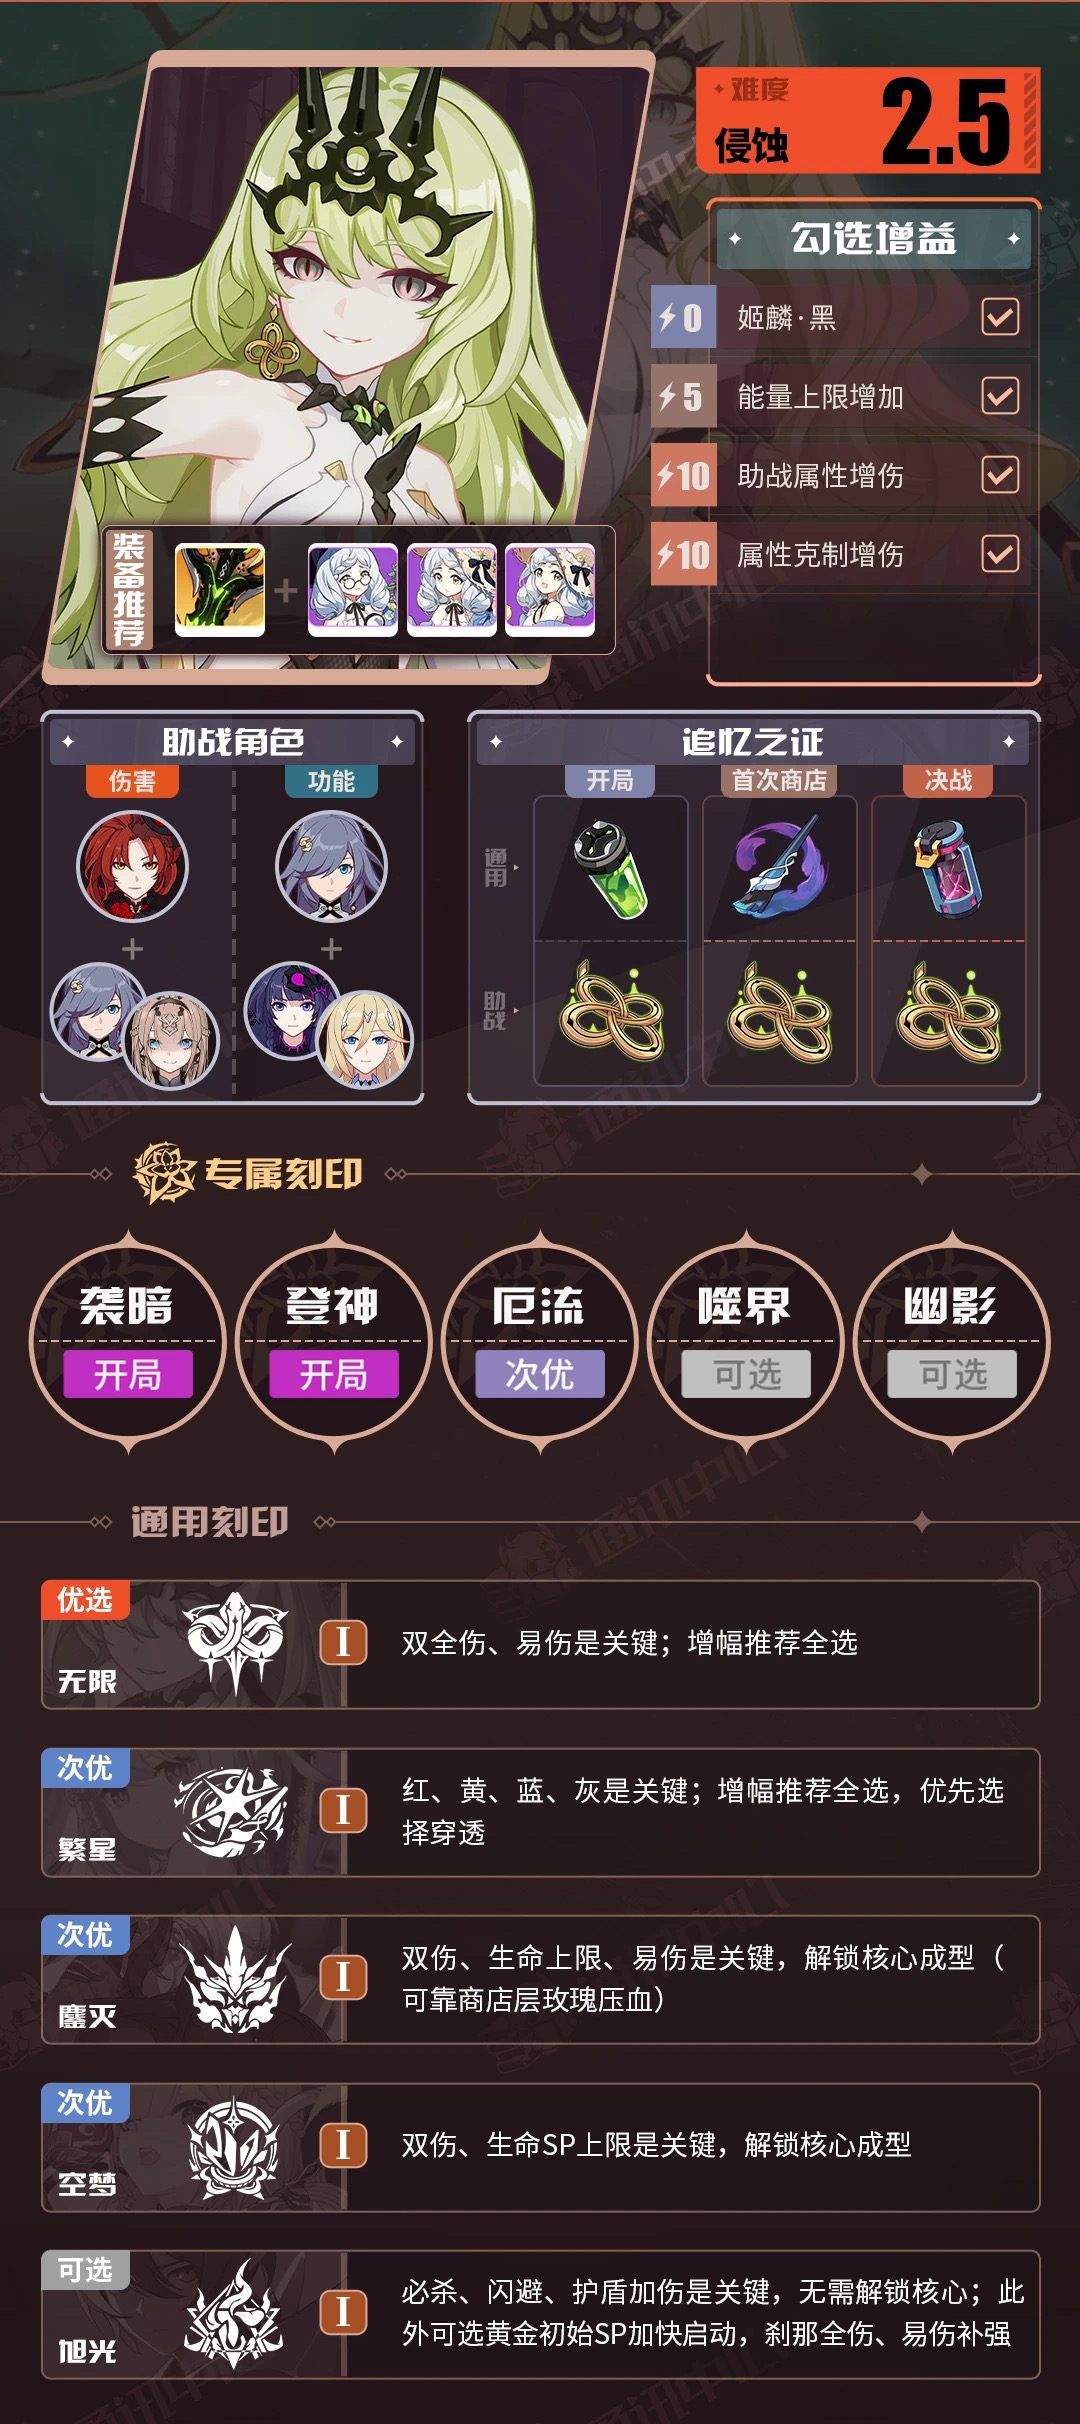 难度
侵蚀
2.5
勾选增益
0
姬麟·黑
5
能量上限增加
10
助战属性增伤
10
属性克制增伤
装备推荐
助战角色
伤害
功能
追忆之证
开局
首次商店
决战
通用
助战
专属刻印
袭暗
登神
厄流
噬界
幽影
开局
开局
次优
可选
可选
通用刻印
优选
无限
I
双全伤、易伤是关键；增幅推荐全选
次优
繁星
I
红、黄、蓝、灰是关键；增幅推荐全选，优先选
择穿透
次优
鏖灭
I
双伤、生命上限、易伤是关键，解锁核心成型（
可靠商店层玫瑰压血）
次优
空梦
I
双伤、生命SP上限是关键，解锁核心成型
可选
旭光
I
必杀、闪避、护盾加伤是关键，无需解锁核心；此
外可选黄金初始SP加快启动，刹那全伤、易伤补强
通讯中心